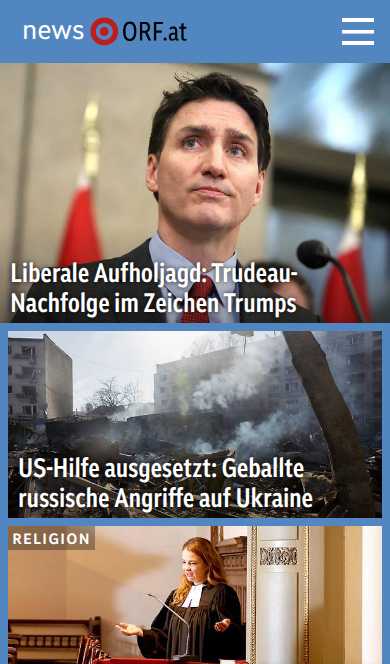 news ORF.at
Liberale Aufholjagd: Trudeau-
Nachfolge im Zeichen Trumps
US-Hilfe ausgesetzt: Geballte
russische Angriffe auf Ukraine
RELIGION